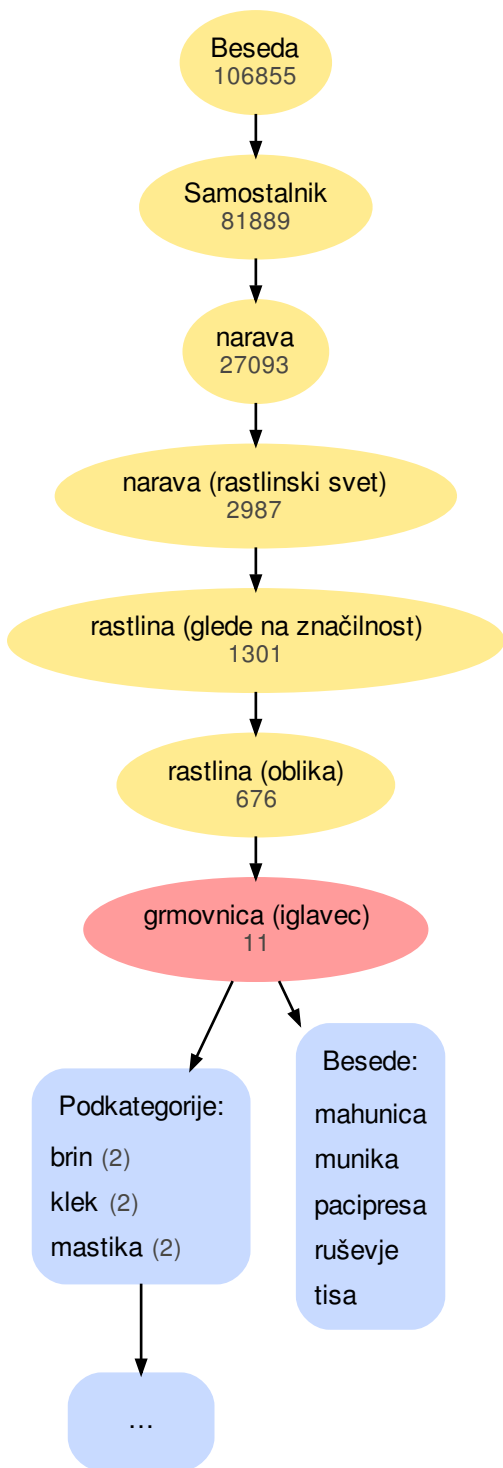 Beseda
106855
Samostalnik
81889
narava
27093
narava (rastlinski svet)
2987
rastlina (glede na značilnost)
1301
rastlina (oblika)
676
grmovnica (iglavec)
11
Podkategorije:
brin (2)
klek (2)
mastika (2)
Besede:
mahunica
munika
pacipresa
ruševje
tisa
...